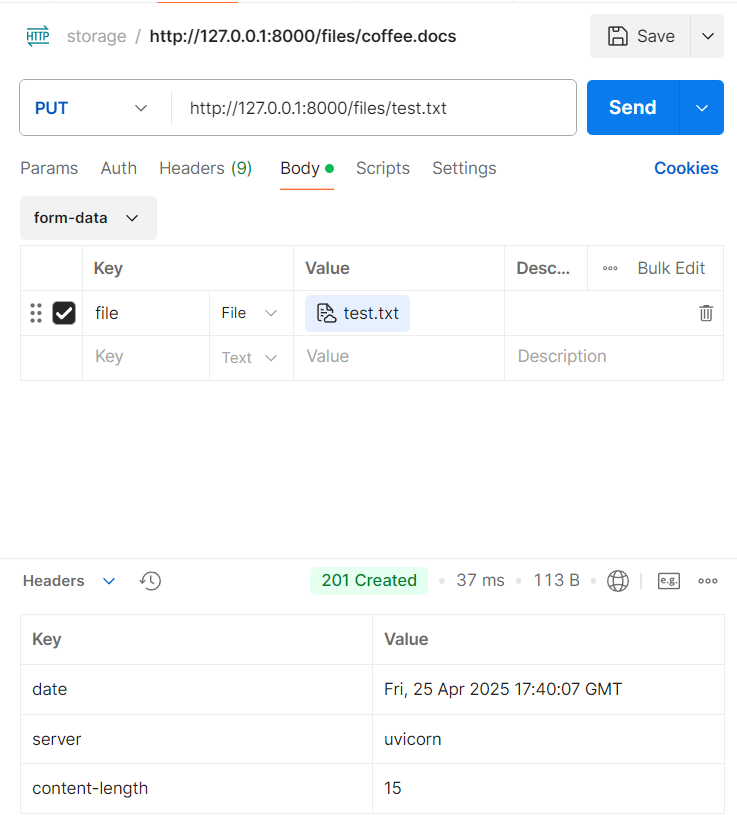 HTTP storage / http://127.0.0.1:8000/files/coffee.docs Save
PUT http://127.0.0.1:8000/files/test.txt Send
Params Auth Headers (9) Body Scripts Settings Cookies
form-data
Key Value Desc... Bulk Edit
file File test.txt
Key Text Value Description
Headers 201 Created 37 ms 113 B e.g.
Key Value
date Fri, 25 Apr 2025 17:40:07 GMT
server uvicorn
content-length 15